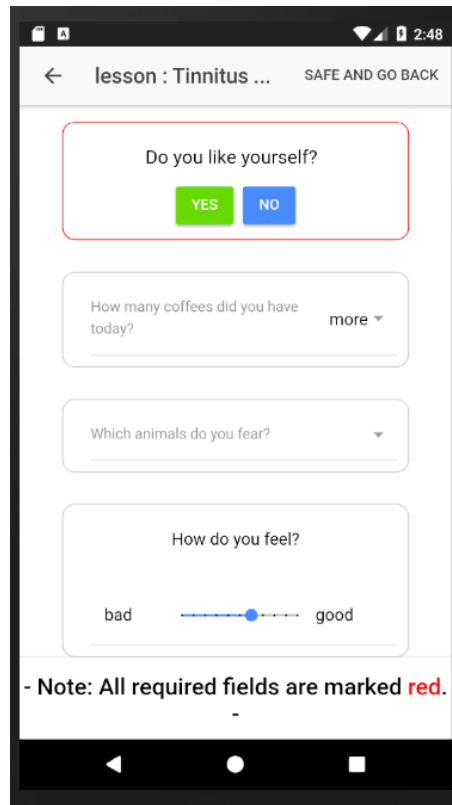 2:48
lesson : Tinnitus ... SAFE AND GO BACK
Do you like yourself?
YES NO
How many coffees did you have
today?
more
Which animals do you fear?
How do you feel?
bad good
- Note: All required fields are marked red.
-